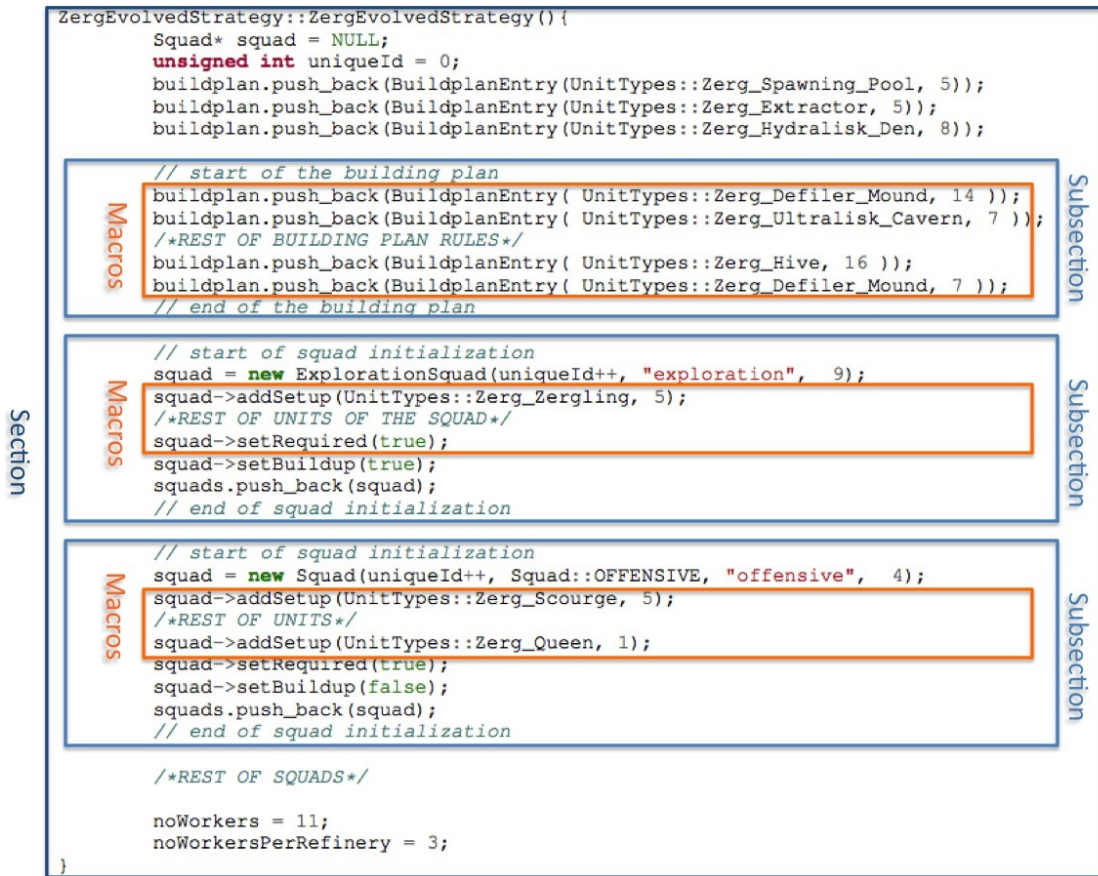 ZergEvolvedStrategy::ZergEvolvedStrategy(){
Squad* squad = NULL;
unsigned int uniqueId = 0;
buildplan.push_back(BuildplanEntry(UnitTypes::Zerg_Spawning_Pool, 5));
buildplan.push_back(BuildplanEntry(UnitTypes::Zerg_Extractor, 5));
buildplan.push_back(BuildplanEntry(UnitTypes::Zerg_Hydralisk_Den, 8));
// start of the building plan
buildplan.push_back(BuildplanEntry( UnitTypes::Zerg_Defiler_Mound, 14 ));
buildplan.push_back(BuildplanEntry( UnitTypes::Zerg_Ultralisk_Cavern, 7 ));
/*REST OF BUILDING PLAN RULES*/
buildplan.push_back(BuildplanEntry( UnitTypes::Zerg_Hive, 16 ));
buildplan.push_back(BuildplanEntry( UnitTypes::Zerg_Defiler_Mound, 7 ));
// end of the building plan
Macros
Subsection
// start of squad initialization
squad = new ExplorationSquad(uniqueId++, "exploration", 9);
squad->addSetup(UnitTypes::Zerg_Zergling, 5);
/*REST OF UNITS OF THE SQUAD*/
squad->setRequired(true);
squad->setBuildup(true);
squads.push_back(squad);
// end of squad initialization
Macros
Subsection
Section
// start of squad initialization
squad = new Squad(uniqueId++, Squad::OFFENSIVE, "offensive", 4);
squad->addSetup(UnitTypes::Zerg_Scourge, 5);
/*REST OF UNITS*/
squad->addSetup(UnitTypes::Zerg_Queen, 1);
squad->setRequired(true);
squad->setBuildup(false);
squads.push_back(squad);
// end of squad initialization
Macros
Subsection
/*REST OF SQUADS*/
noWorkers = 11;
noWorkersPerRefinery = 3;
}